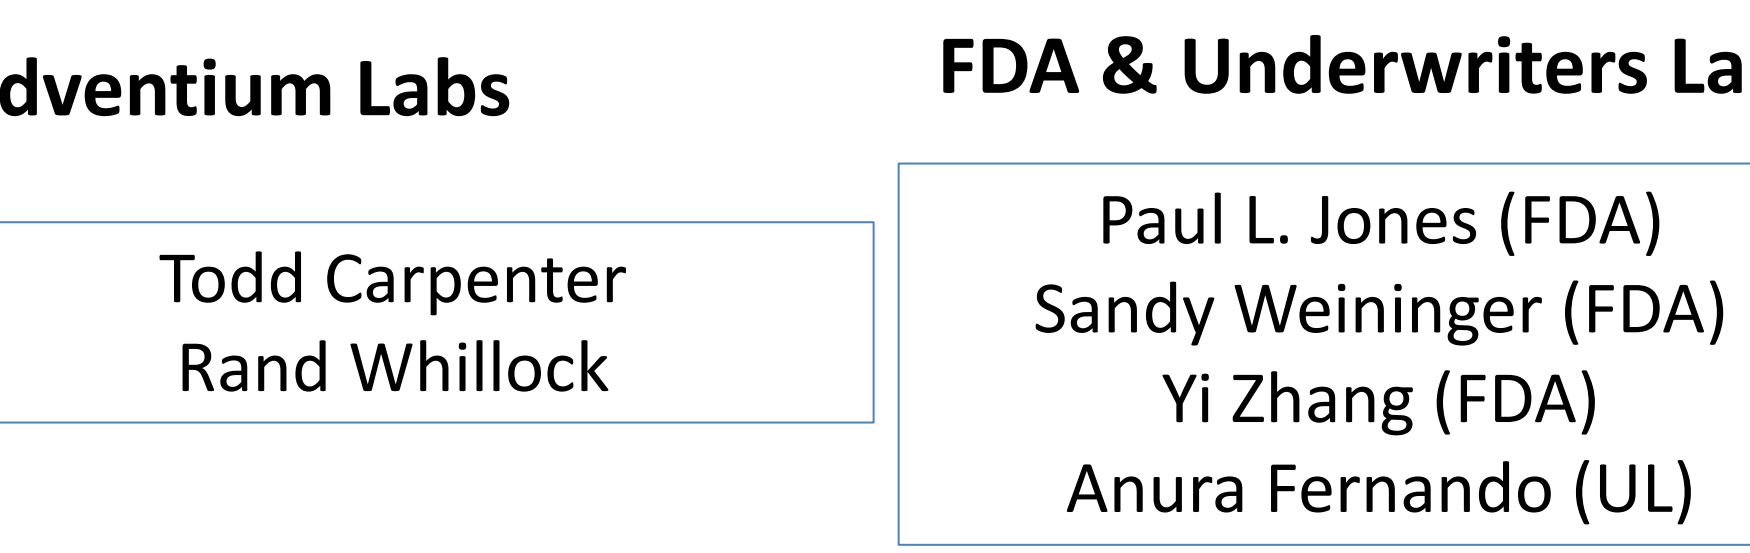 dventium Labs
Todd Carpenter
Rand Whillock
FDA & Underwriters La
Paul L. Jones (FDA)
Sandy Weininger (FDA)
Yi Zhang (FDA)
Anura Fernando (UL)